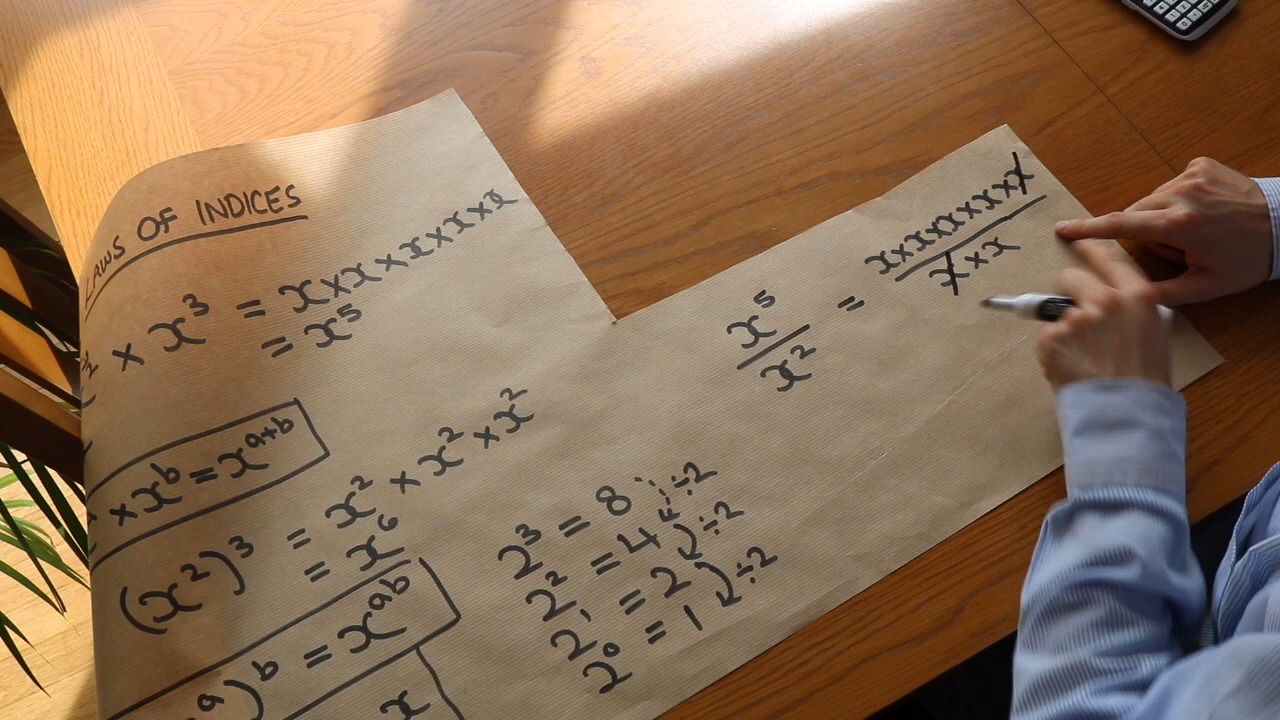 LAWS OF INDICES
× x³ = x×x×x×x×x
= x⁵
× xᵇ = xᵃ⁺ᵇ
(x²)³ = x² × x² × x²
= x⁶
ᵃ)ᵇ = xᵃᵇ
x
2³ = 8 ÷2
2² = 4 ÷2
2¹ = 2 ÷2
2⁰ = 1
x⁵/x² = x×x×x×x×x/x×x